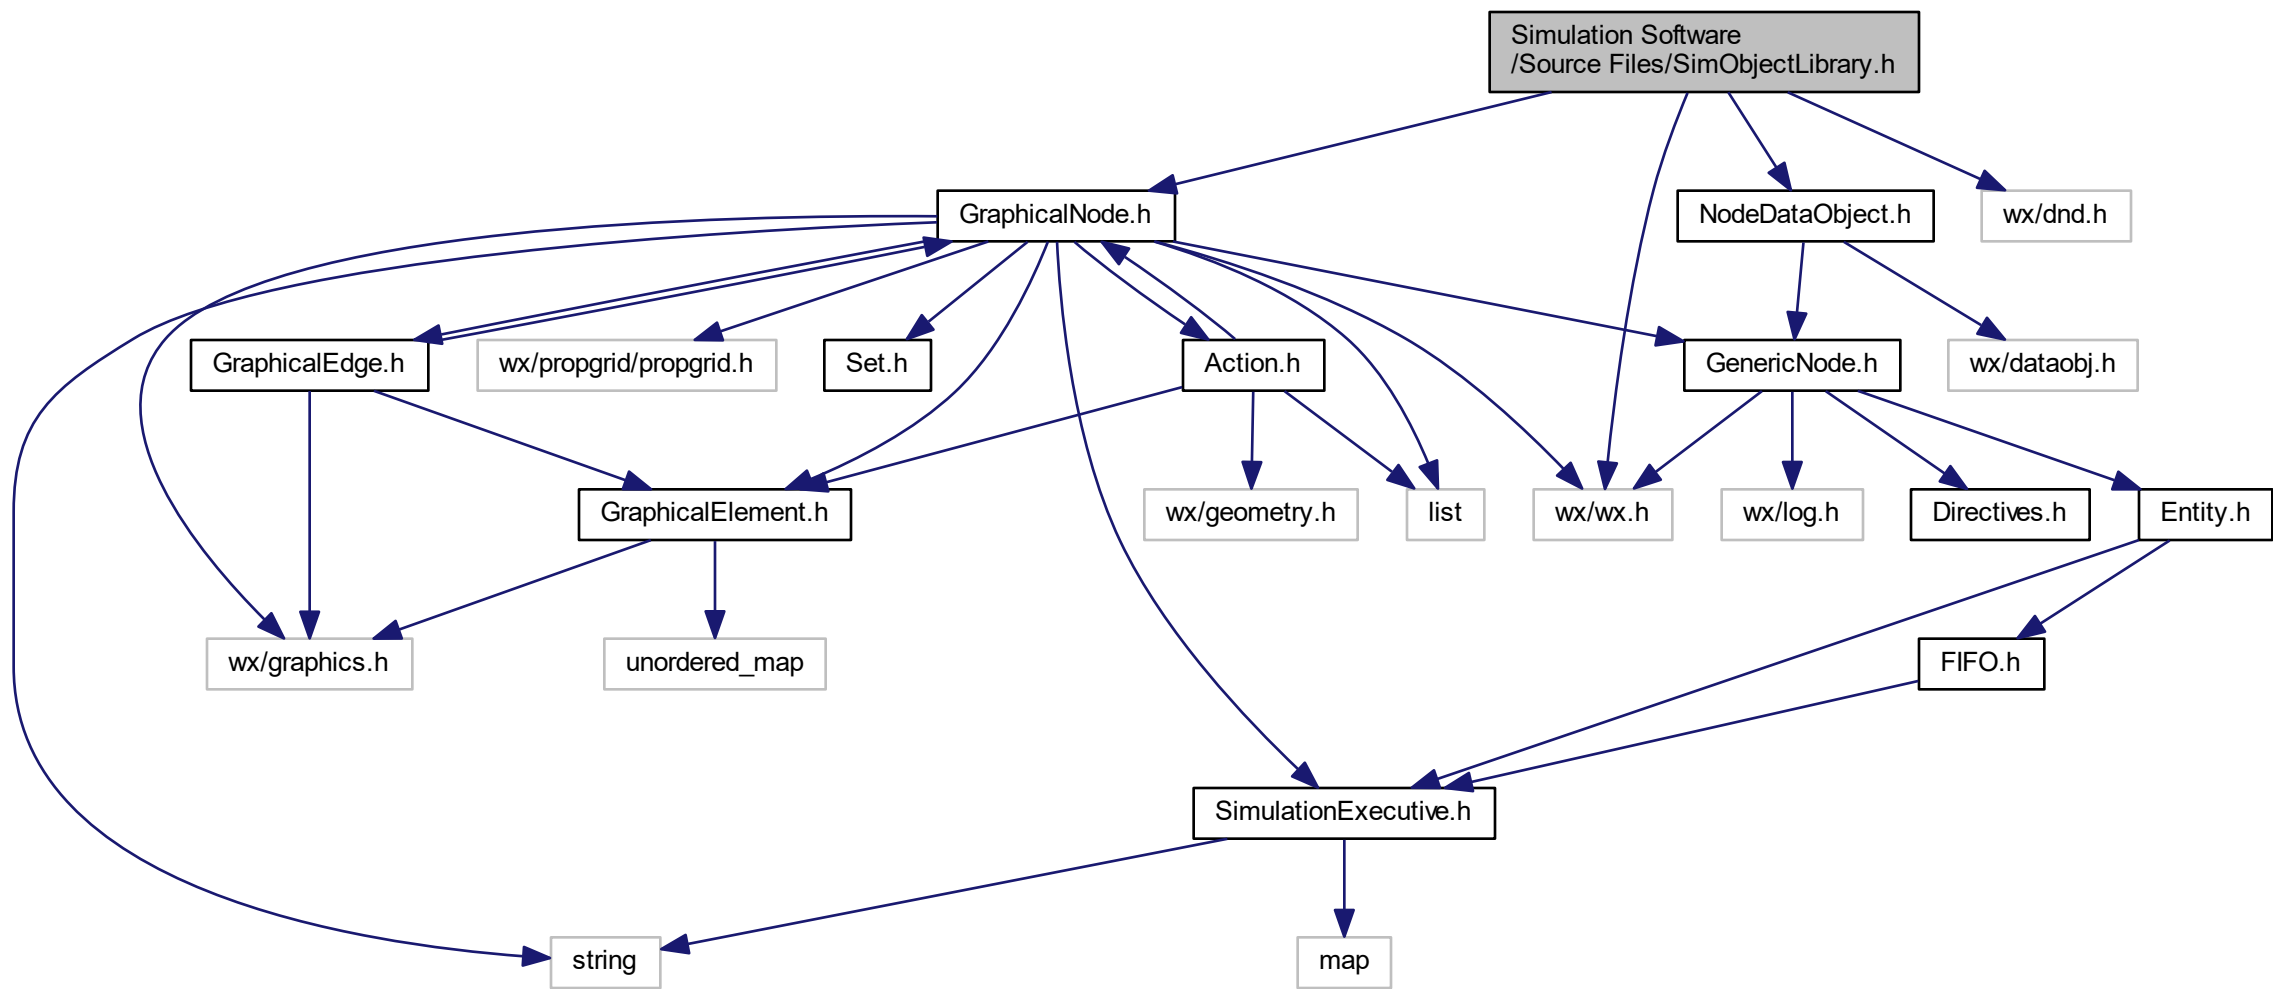 Simulation Software
/Source Files/SimObjectLibrary.h
GraphicalNode.h
NodeDataObject.h
wx/dnd.h
GraphicalEdge.h
wx/propgrid/propgrid.h
Set.h
Action.h
GenericNode.h
wx/dataobj.h
GraphicalElement.h
wx/geometry.h
list
wx/wx.h
wx/log.h
Directives.h
Entity.h
wx/graphics.h
unordered_map
FIFO.h
SimulationExecutive.h
string
map